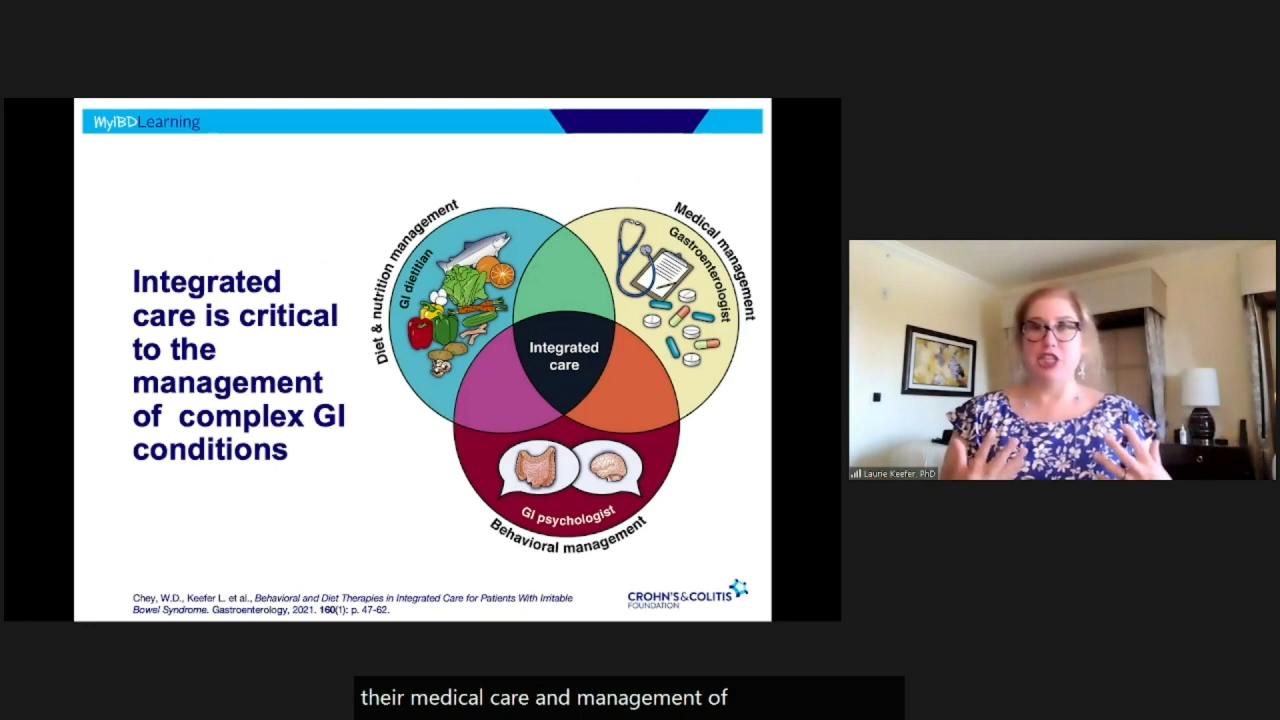 MyIBDLearning
Integrated
care is critical
to the
management
of complex GI
conditions
Diet & nutrition management
GI dietitian
Medical management
Gastroenterologist
Integrated
care
GI psychologist
Behavioral management
Chey, W.D., Keefer L. et al., Behavioral and Diet Therapies in Integrated Care for Patients With Irritable
Bowel Syndrome. Gastroenterology, 2021. 160(1): p. 47-62.
CROHN'S&COLITIS
FOUNDATION
Laurie Keefer, PhD
their medical care and management of